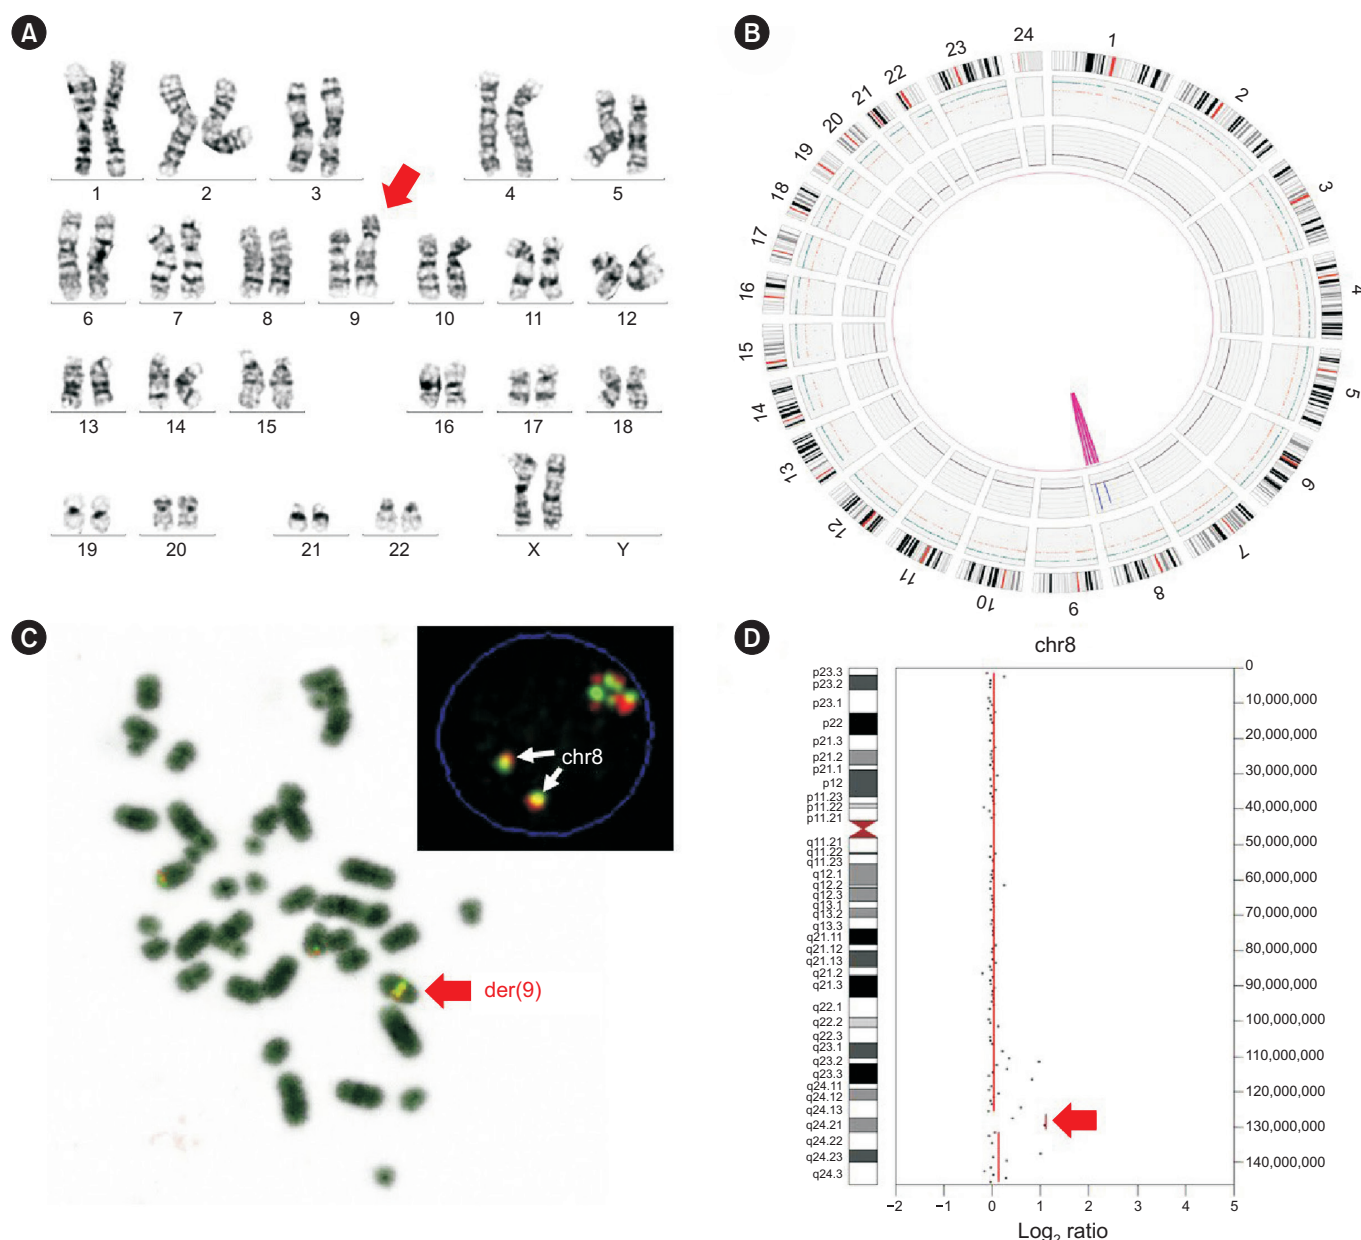 A
1 2 3 4 5
6 7 8 9 10 11 12
13 14 15 16 17 18
19 20 21 22 X Y
B
1
2
3
4
5
6
7
8
9
10
11
12
13
14
15
16
17
18
19
20
21
22
23
24
C
chr8
der(9)
D
chr8
p23.3
p23.2
p23.1
p22
p21.3
p21.2
p21.1
p12
p11.23
p11.22
p11.21
q11.21
q11.22
q11.23
q12.1
q12.2
q12.3
q13.1
q13.2
q13.3
q21.11
q21.12
q21.13
q21.2
q21.3
q22.1
q22.2
q22.3
q23.1
q23.2
q23.3
q24.11
q24.12
q24.13
q24.21
q24.22
q24.23
q24.3
0
10,000,000
20,000,000
30,000,000
40,000,000
50,000,000
60,000,000
70,000,000
80,000,000
90,000,000
100,000,000
110,000,000
120,000,000
130,000,000
140,000,000
−2 −1 0 1 2 3 4 5
Log2 ratio